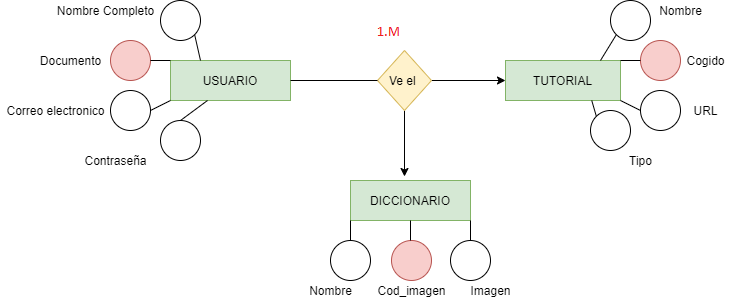 Nombre Completo
1.M
Nombre
Documento
Cogido
USUARIO
Ve el
TUTORIAL
Correo electronico
URL
Contraseña
Tipo
DICCIONARIO
Nombre
Cod_imagen
Imagen